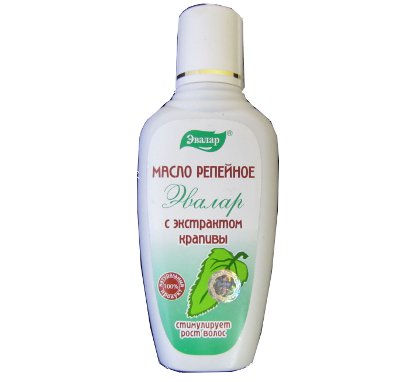 Эвалар®
МАСЛО РЕПЕЙНОЕ
Эвалар
с экстрактом
крапивы
100%
стимулирует
рост волос